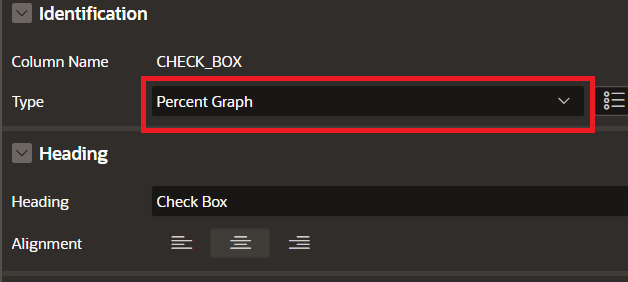 Identification
Column Name CHECK_BOX
Type Percent Graph
Heading
Heading Check Box
Alignment